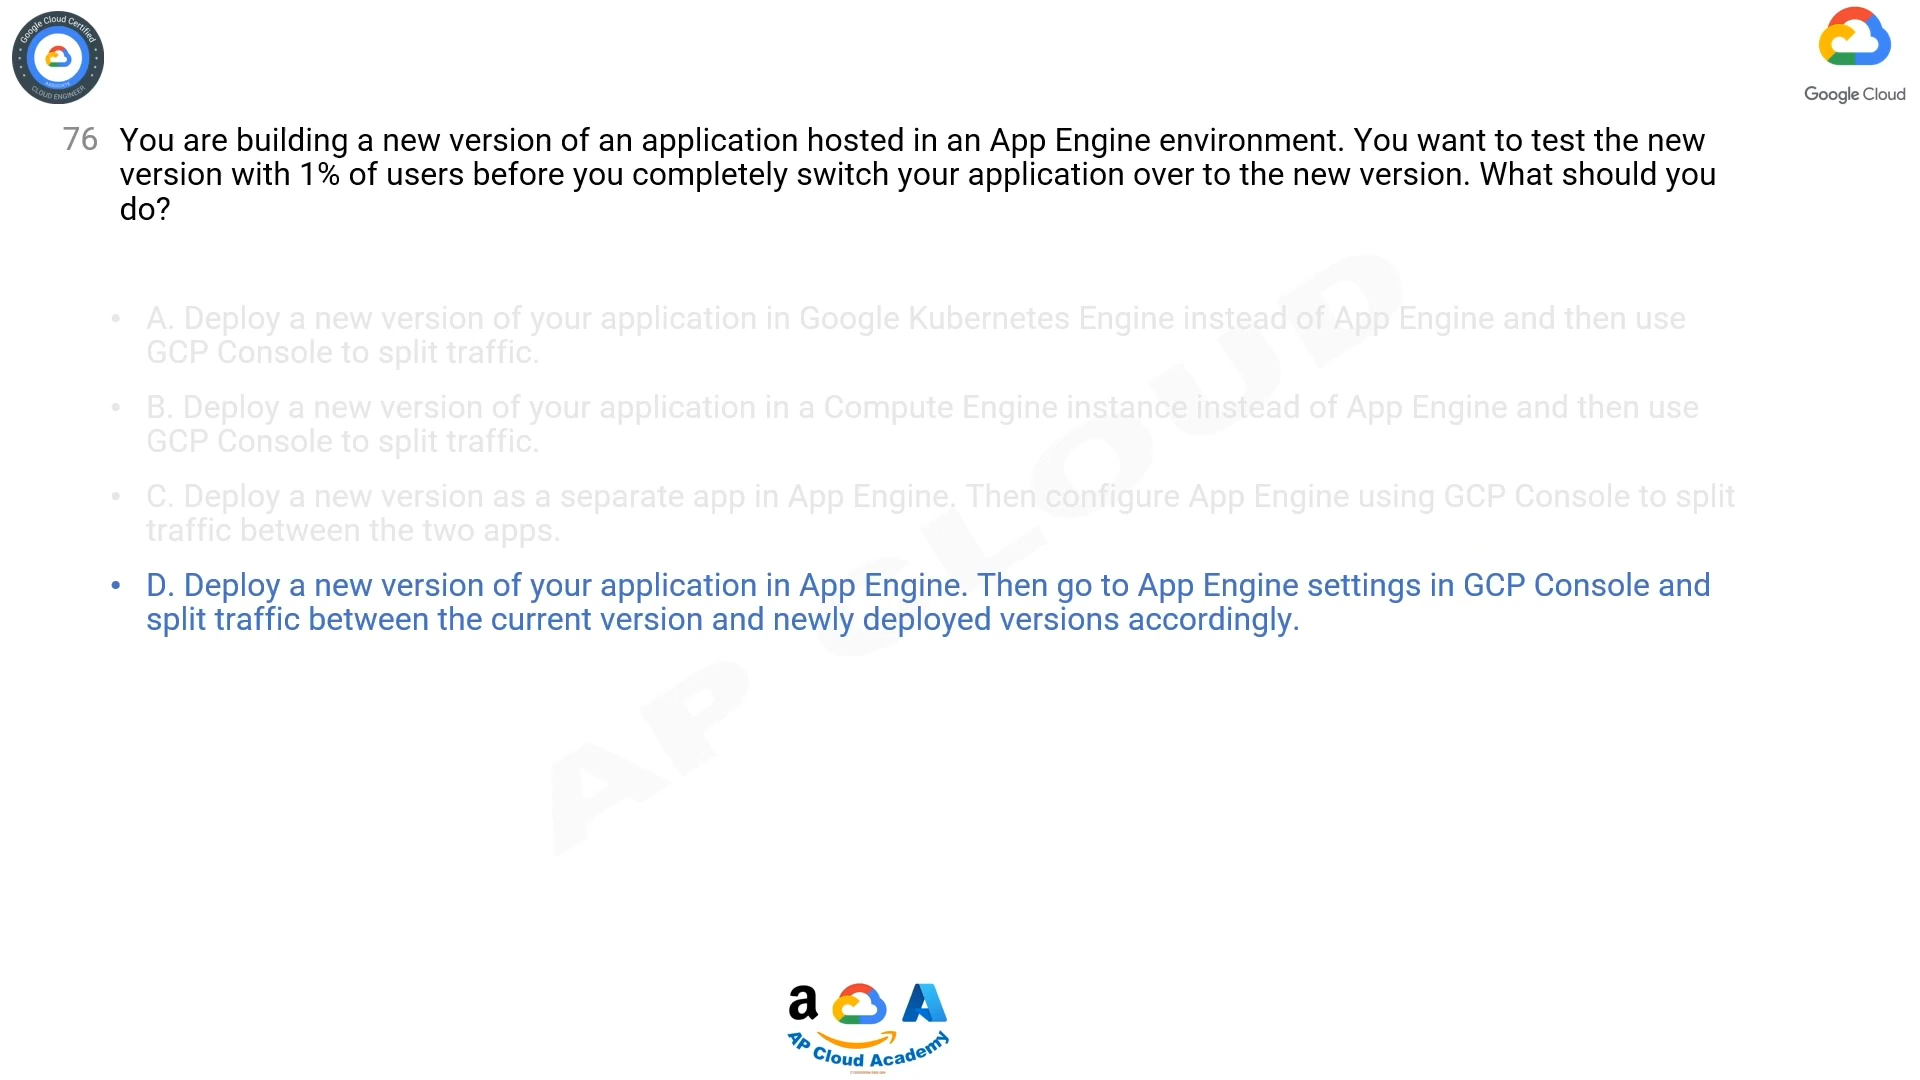 Google Cloud Certified
ASSOCIATE
CLOUD ENGINEER
Google Cloud
76 You are building a new version of an application hosted in an App Engine environment. You want to test the new
version with 1% of users before you completely switch your application over to the new version. What should you
do?
• A. Deploy a new version of your application in Google Kubernetes Engine instead of App Engine and then use
GCP Console to split traffic.
• B. Deploy a new version of your application in a Compute Engine instance instead of App Engine and then use
GCP Console to split traffic.
• C. Deploy a new version as a separate app in App Engine. Then configure App Engine using GCP Console to split
traffic between the two apps.
• D. Deploy a new version of your application in App Engine. Then go to App Engine settings in GCP Console and
split traffic between the current version and newly deployed versions accordingly.
AP CLOUD
a
AP Cloud Academy